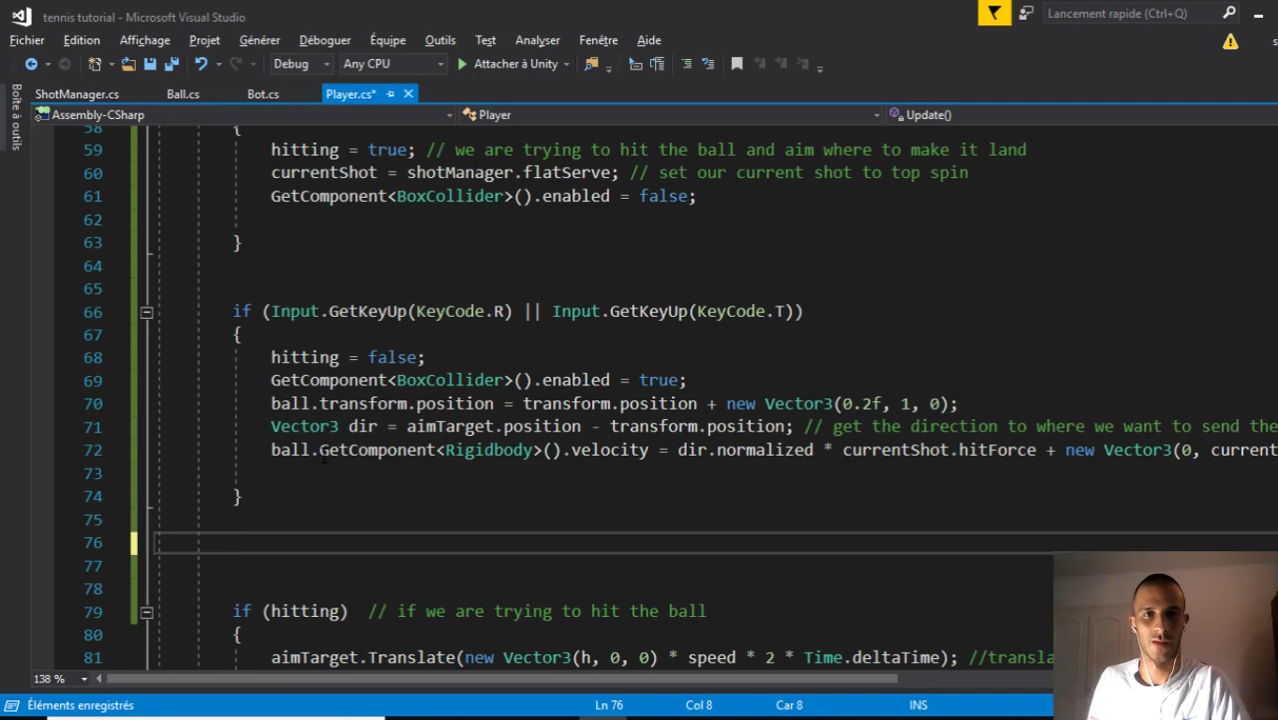 tennis tutorial - Microsoft Visual Studio
Lancement rapide (Ctrl+Q)
Fichier Edition Affichage Projet Générer Déboguer Équipe Outils Test Analyser Fenêtre Aide
Debug Any CPU Attacher à Unity
Boîte à outils
ShotManager.cs Ball.cs Bot.cs Player.cs*
Assembly-CSharp Player Update()
58 {
59 hitting = true; // we are trying to hit the ball and aim where to make it land
60 currentShot = shotManager.flatServe; // set our current shot to top spin
61 GetComponent<BoxCollider>().enabled = false;
62
63 }
64
65
66 if (Input.GetKeyUp(KeyCode.R) || Input.GetKeyUp(KeyCode.T))
67 {
68 hitting = false;
69 GetComponent<BoxCollider>().enabled = true;
70 ball.transform.position = transform.position + new Vector3(0.2f, 1, 0);
71 Vector3 dir = aimTarget.position - transform.position; // get the direction to where we want to send the
72 ball.GetComponent<Rigidbody>().velocity = dir.normalized * currentShot.hitForce + new Vector3(0, current
73
74 }
75
76
77
78
79 if (hitting) // if we are trying to hit the ball
80 {
81 aimTarget.Translate(new Vector3(h, 0, 0) * speed * 2 * Time.deltaTime); //transla
138 %
Éléments enregistrés Ln 76 Col 8 Car 8 INS